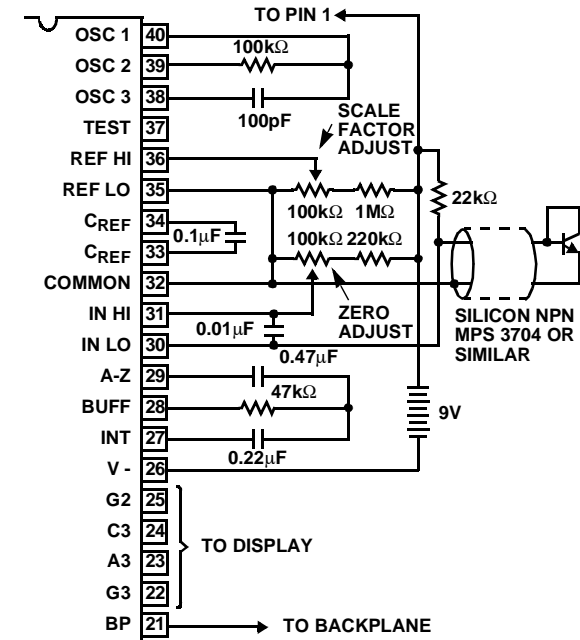 TO PIN 1
OSC 1 40
100kΩ
OSC 2 39
OSC 3 38
100pF
TEST 37
SCALE
FACTOR
ADJUST
REF HI 36
REF LO 35
100kΩ 1MΩ
22kΩ
CREF 34
0.1µF
100kΩ 220kΩ
CREF 33
COMMON 32
ZERO
ADJUST
SILICON NPN
MPS 3704 OR
SIMILAR
IN HI 31
0.01µF
IN LO 30
0.47µF
A-Z 29
47kΩ
BUFF 28
9V
INT 27
0.22µF
V - 26
G2 25
C3 24
TO DISPLAY
A3 23
G3 22
BP 21
TO BACKPLANE